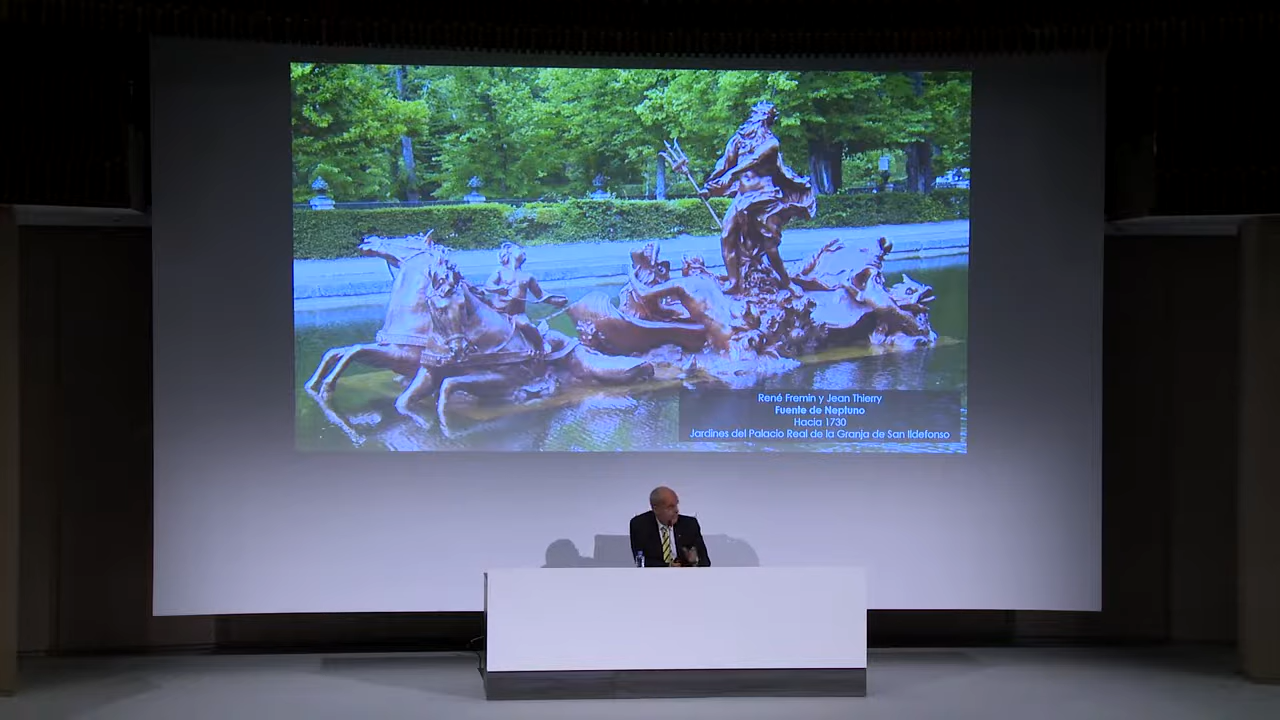 René Fremin y Jean Thierry
Fuente de Neptuno
Hacia 1730
Jardines del Palacio Real de la Granja de San Ildefonso